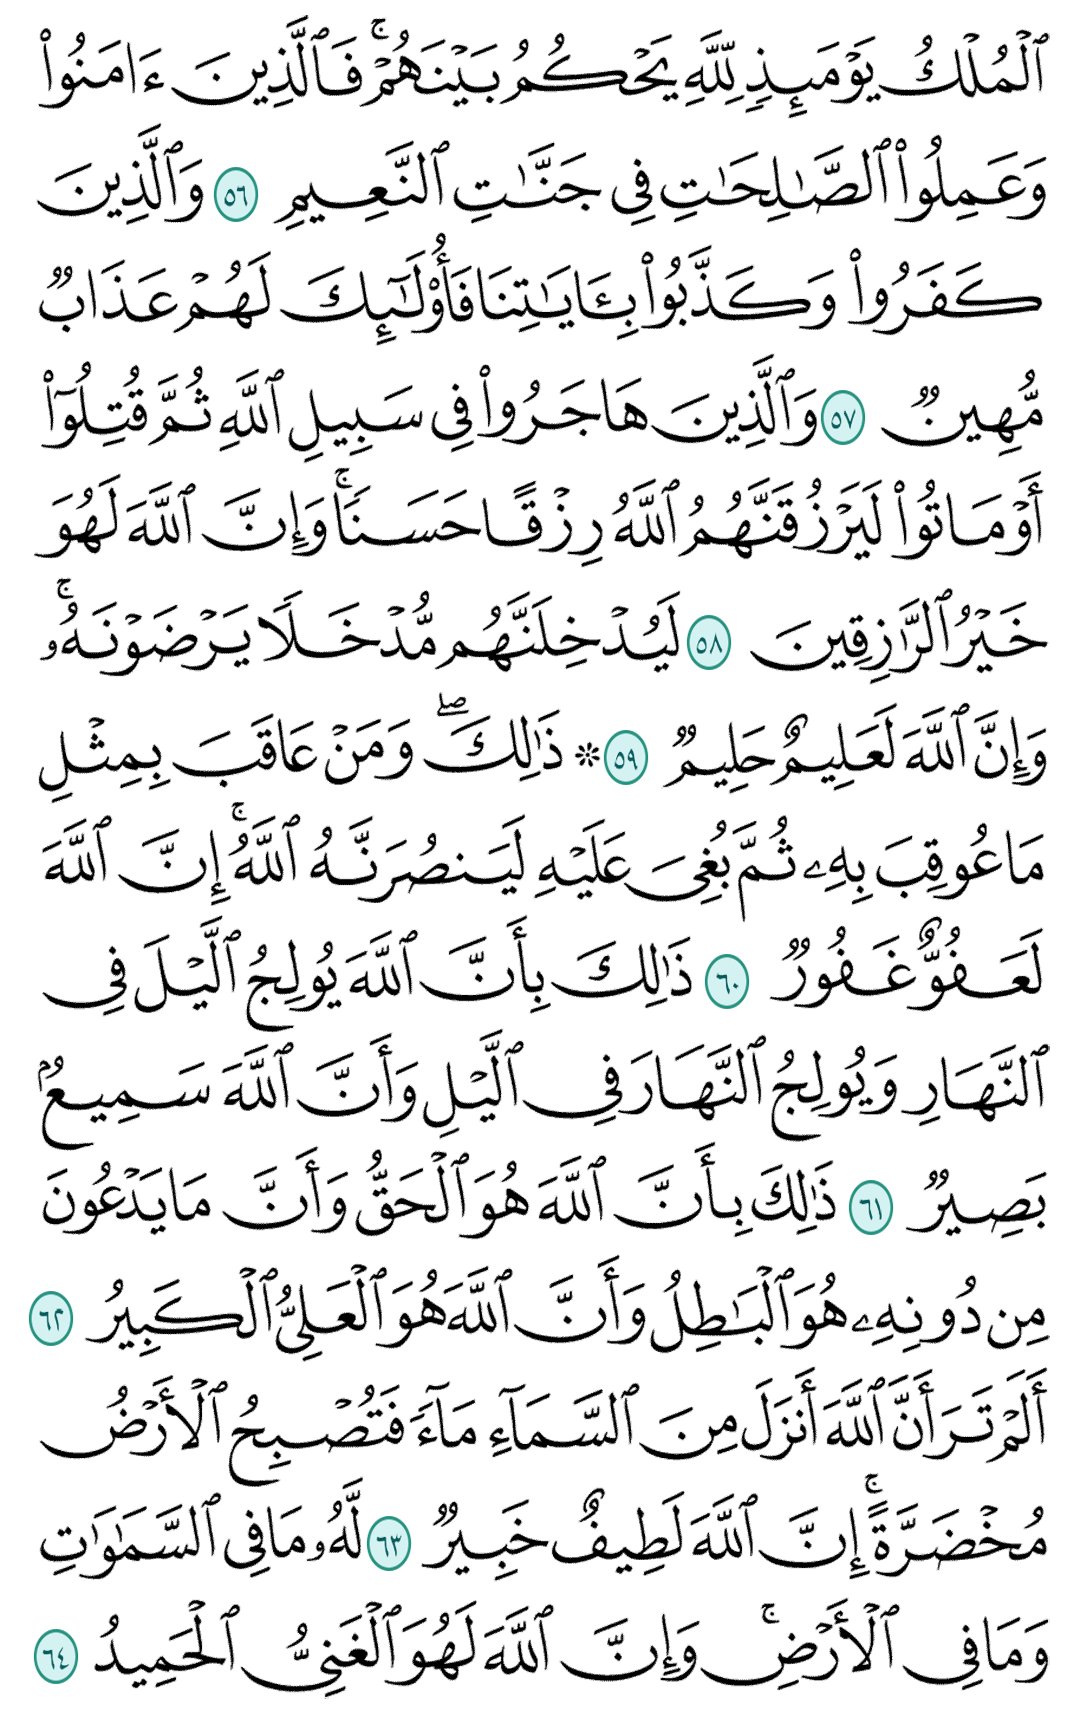 ٱلْمُلْكُ يَوْمَئِذٍ لِّلَّهِ يَحْكُمُ بَيْنَهُمْ ۚ فَٱلَّذِينَ ءَامَنُوا۟
وَعَمِلُوا۟ ٱلصَّٰلِحَٰتِ فِى جَنَّٰتِ ٱلنَّعِيمِ ٥٦ وَٱلَّذِينَ
كَفَرُوا۟ وَكَذَّبُوا۟ بِـَٔايَٰتِنَا فَأُو۟لَٰٓئِكَ لَهُمْ عَذَابٌ
مُّهِينٌ ٥٧ وَٱلَّذِينَ هَاجَرُوا۟ فِى سَبِيلِ ٱللَّهِ ثُمَّ قُتِلُوٓا۟
أَوْ مَاتُوا۟ لَيَرْزُقَنَّهُمُ ٱللَّهُ رِزْقًا حَسَنًا ۚ وَإِنَّ ٱللَّهَ لَهُوَ
خَيْرُ ٱلرَّٰزِقِينَ ٥٨ لَيُدْخِلَنَّهُم مُّدْخَلًا يَرْضَوْنَهُۥ ۚ
وَإِنَّ ٱللَّهَ لَعَلِيمٌ حَلِيمٌ ٥٩ ۞ ذَٰلِكَ ۖ وَمَنْ عَاقَبَ بِمِثْلِ
مَا عُوقِبَ بِهِۦ ثُمَّ بُغِىَ عَلَيْهِ لَيَنصُرَنَّهُ ٱللَّهُ ۚ إِنَّ ٱللَّهَ
لَعَفُوٌّ غَفُورٌ ٦٠ ذَٰلِكَ بِأَنَّ ٱللَّهَ يُولِجُ ٱلَّيْلَ فِى
ٱلنَّهَارِ وَيُولِجُ ٱلنَّهَارَ فِى ٱلَّيْلِ وَأَنَّ ٱللَّهَ سَمِيعٌۢ
بَصِيرٌ ٦١ ذَٰلِكَ بِأَنَّ ٱللَّهَ هُوَ ٱلْحَقُّ وَأَنَّ مَا يَدْعُونَ
مِن دُونِهِۦ هُوَ ٱلْبَٰطِلُ وَأَنَّ ٱللَّهَ هُوَ ٱلْعَلِىُّ ٱلْكَبِيرُ ٦٢
أَلَمْ تَرَ أَنَّ ٱللَّهَ أَنزَلَ مِنَ ٱلسَّمَآءِ مَآءً فَتُصْبِحُ ٱلْأَرْضُ
مُخْضَرَّةً ۗ إِنَّ ٱللَّهَ لَطِيفٌ خَبِيرٌ ٦٣ لَّهُۥ مَا فِى ٱلسَّمَٰوَٰتِ
وَمَا فِى ٱلْأَرْضِ ۚ وَإِنَّ ٱللَّهَ لَهُوَ ٱلْغَنِىُّ ٱلْحَمِيدُ ٦٤